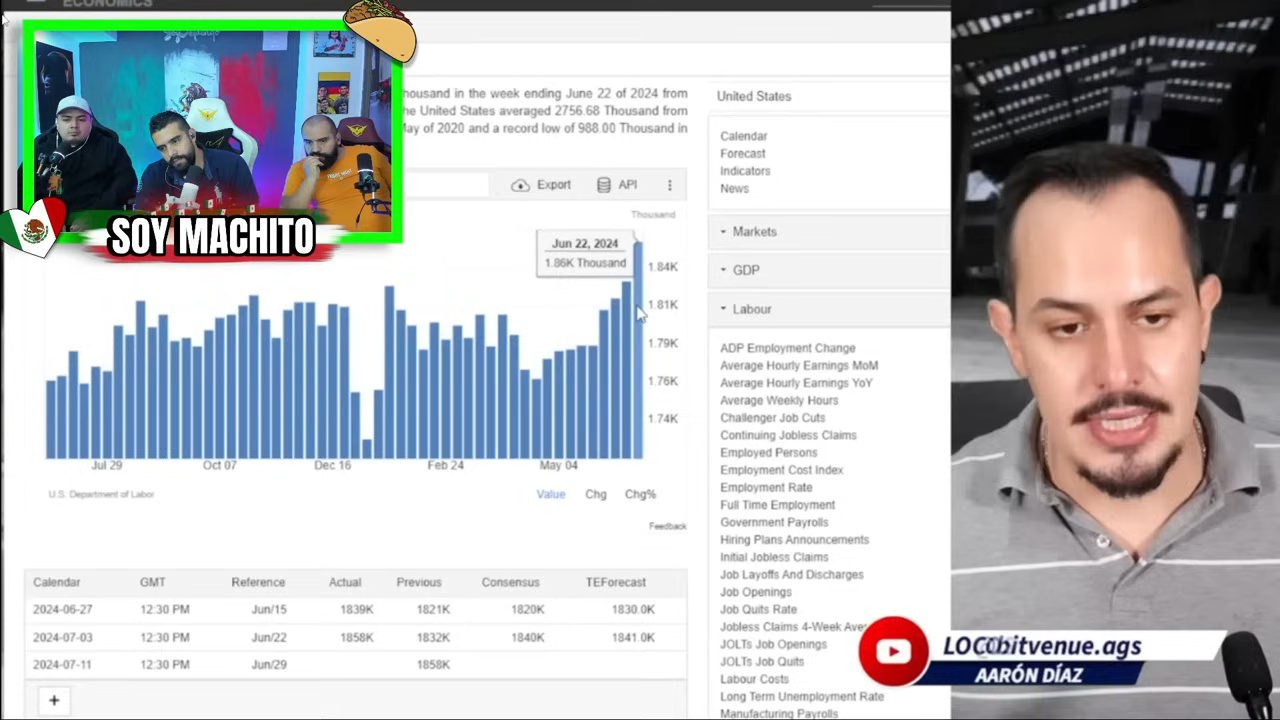 ECONOMICS
housand in the week ending June 22 of 2024 from
he United States averaged 2756.68 Thousand from
May of 2020 and a record low of 988.00 Thousand in
SOY MACHITO
Export
API
Thousand
Jun 22, 2024
1.86K Thousand
1.84K
1.81K
1.79K
1.76K
1.74K
Jul 29
Oct 07
Dec 16
Feb 24
May 04
U.S. Department of Labor
Value Chg Chg%
Feedback
Calendar GMT Reference Actual Previous Consensus TEForecast
2024-06-27 12:30 PM Jun/15 1839K 1821K 1820K 1830.0K
2024-07-03 12:30 PM Jun/22 1858K 1832K 1840K 1841.0K
2024-07-11 12:30 PM Jun/29 1858K
+
United States
Calendar
Forecast
Indicators
News
Markets
GDP
Labour
ADP Employment Change
Average Hourly Earnings MoM
Average Hourly Earnings YoY
Average Weekly Hours
Challenger Job Cuts
Continuing Jobless Claims
Employed Persons
Employment Cost Index
Employment Rate
Full Time Employment
Government Payrolls
Hiring Plans Announcements
Initial Jobless Claims
Job Layoffs And Discharges
Job Openings
Job Quits Rate
Jobless Claims 4-Week Ave
JOLTs Job Openings
JOLTs Job Quits
Labour Costs
Long Term Unemployment Rate
Manufacturing Payrolls
AARÓN DÍAZ